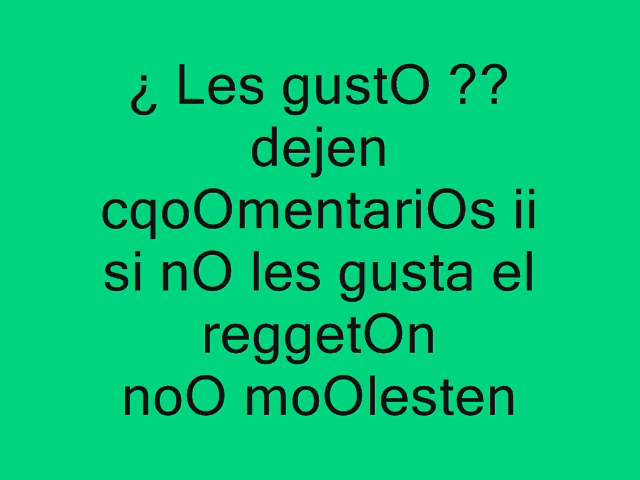 ¿ Les gustO ??
dejen
cqoOmentariOs ii
si nO les gusta el
reggetOn
noO moOlesten